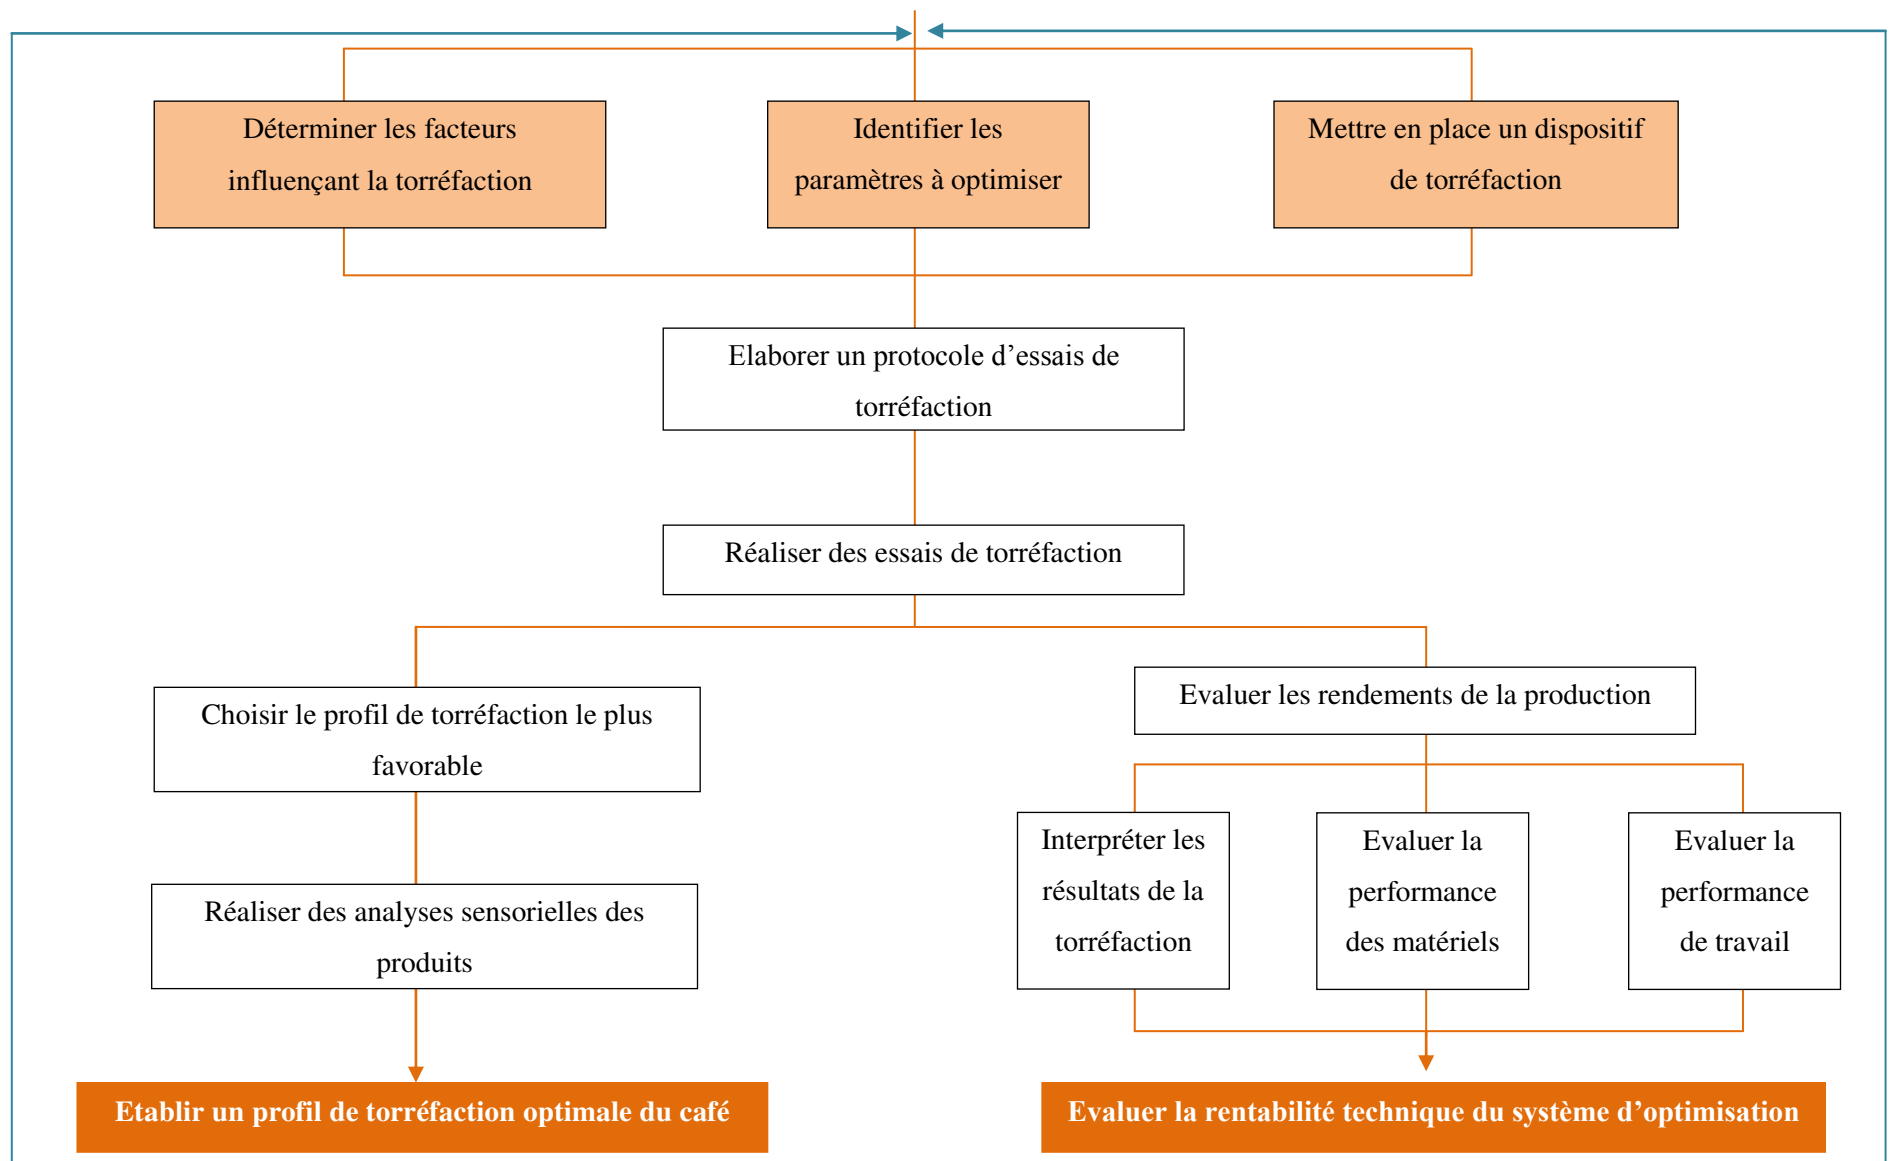 Déterminer les facteurs
influençant la torréfaction
Identifier les
paramètres à optimiser
Mettre en place un dispositif
de torréfaction
Elaborer un protocole d’essais de
torréfaction
Réaliser des essais de torréfaction
Choisir le profil de torréfaction le plus
favorable
Réaliser des analyses sensorielles des
produits
Etablir un profil de torréfaction optimale du café
Evaluer les rendements de la production
Interpréter les
résultats de la
torréfaction
Evaluer la
performance
des matériels
Evaluer la
performance
de travail
Evaluer la rentabilité technique du système d’optimisation